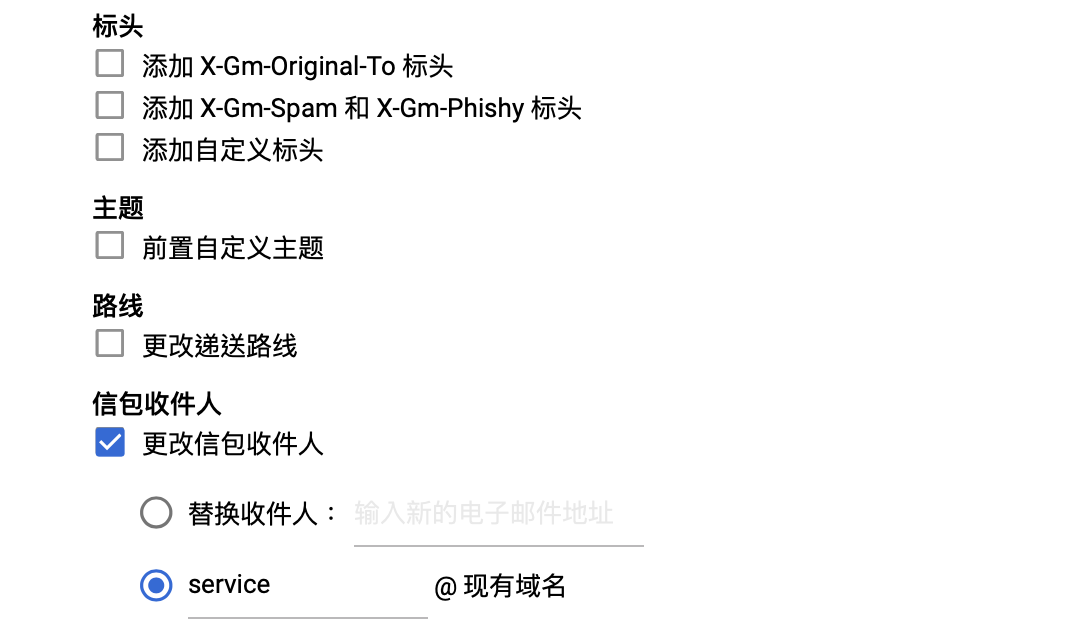 标头
添加 X-Gm-Original-To 标头
添加 X-Gm-Spam 和 X-Gm-Phishy 标头
添加自定义标头
主题
前置自定义主题
路线
更改递送路线
信包收件人
更改信包收件人
替换收件人： 输入新的电子邮件地址
service @ 现有域名